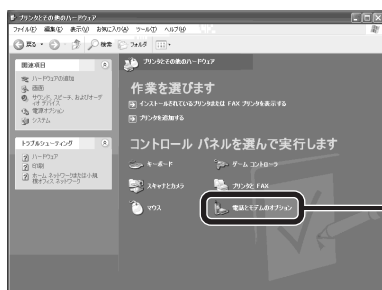 プリンタとその他のハードウェア
ファイル(F) 編集(E) 表示(V) お気に入り(A) ツール(T) ヘルプ(H)
戻る 検索 フォルダ
関連項目
ハードウェアの追加
画面
サウンド、スピーチ、およびオーディオ デバイス
電源オプション
システム
トラブルシューティング
ハードウェア
印刷
ホーム ネットワークまたは小規模オフィス ネットワーク
プリンタとその他のハードウェア
作業を選びます
インストールされているプリンタまたは FAX プリンタを表示する
プリンタを追加する
コントロール パネルを選んで実行します
キーボード
ゲーム コントローラ
スキャナとカメラ
プリンタと FAX
マウス
電話とモデムのオプション